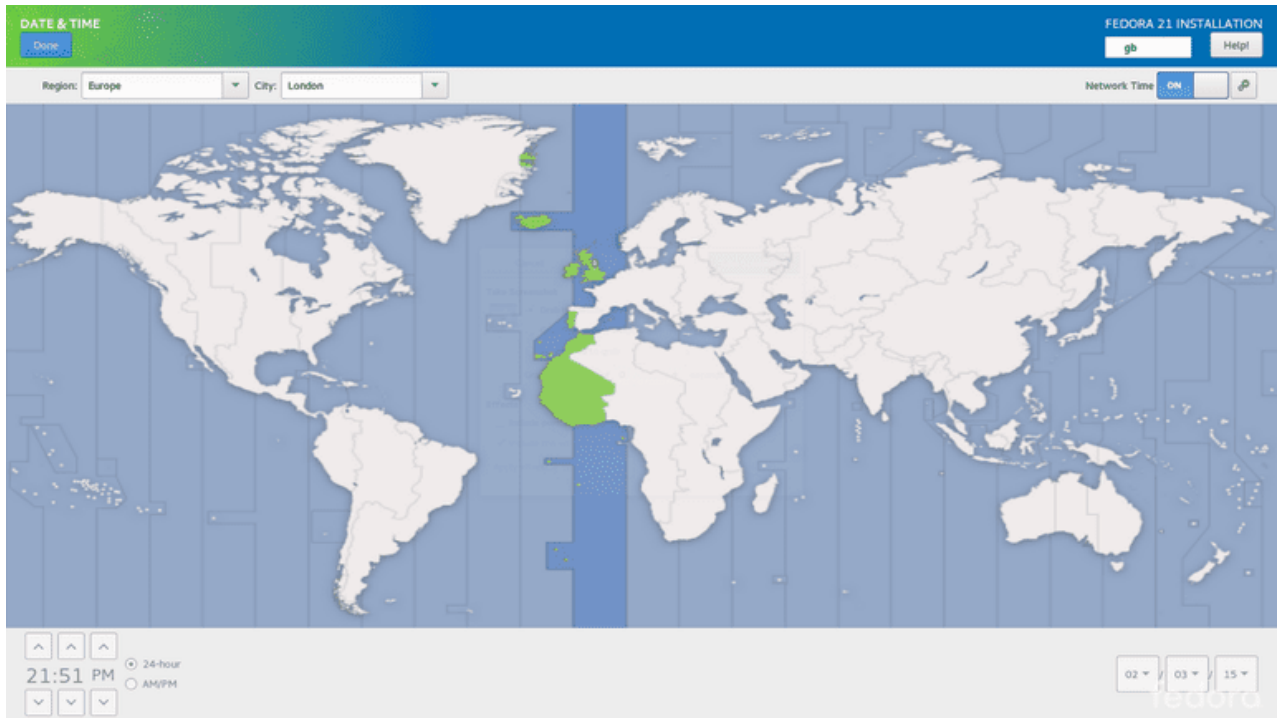 DATE & TIME
FEDORA 21 INSTALLATION
Done
gb
Help!
Region: Europe City: London
Network Time ON
21:51 PM
24-hour
AM/PM
02 / 03 / 15
fedora